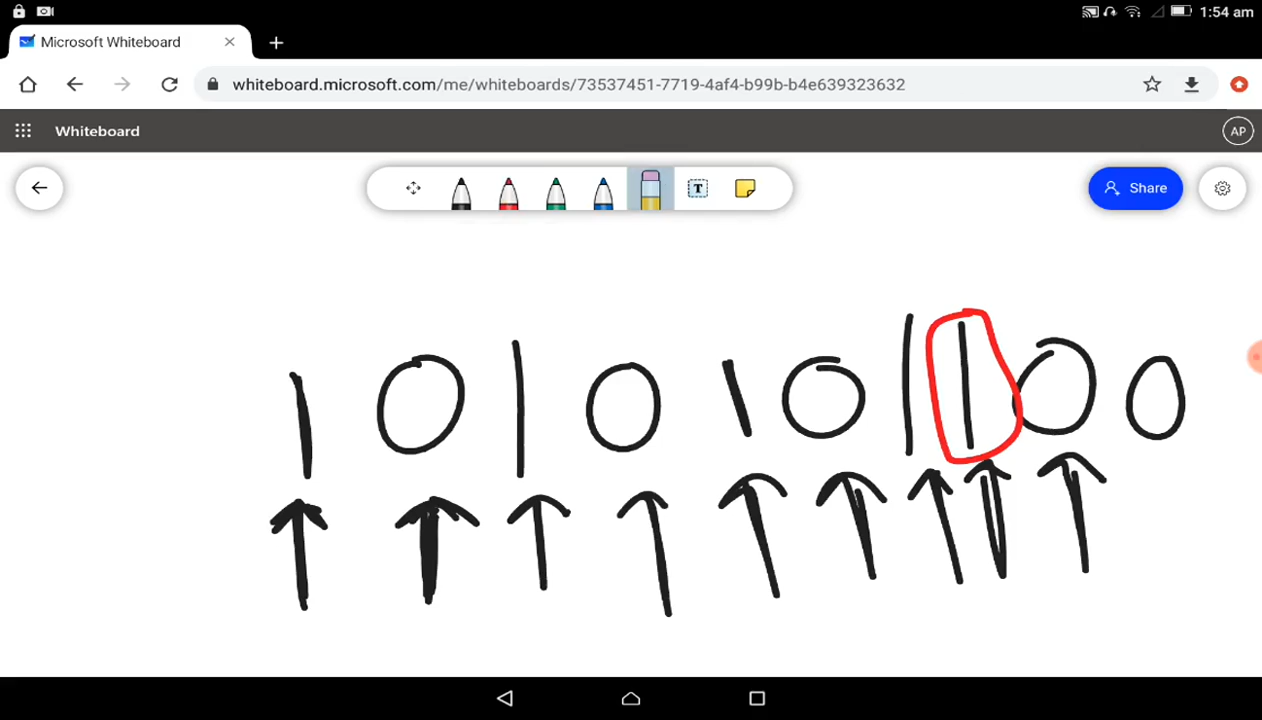 1:54 am
Microsoft Whiteboard
whiteboard.microsoft.com/me/whiteboards/73537451-7719-4af4-b99b-b4e639323632
Whiteboard
AP
T
Share
1 0 1 0 1 0 1 1 0 0